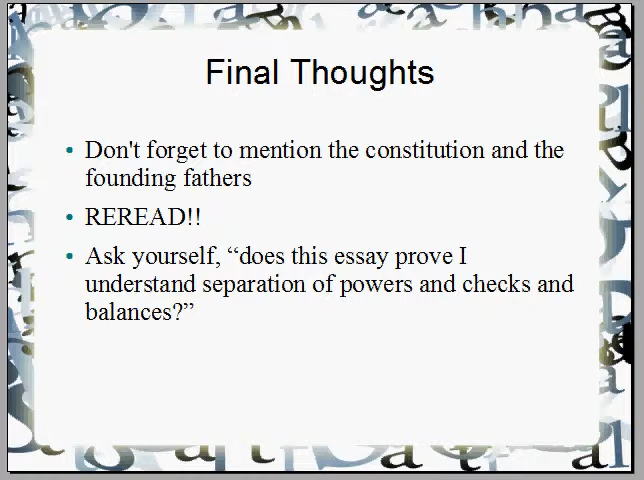 Final Thoughts
• Don't forget to mention the constitution and the
founding fathers
• REREAD!!
• Ask yourself, “does this essay prove I
understand separation of powers and checks and
balances?”